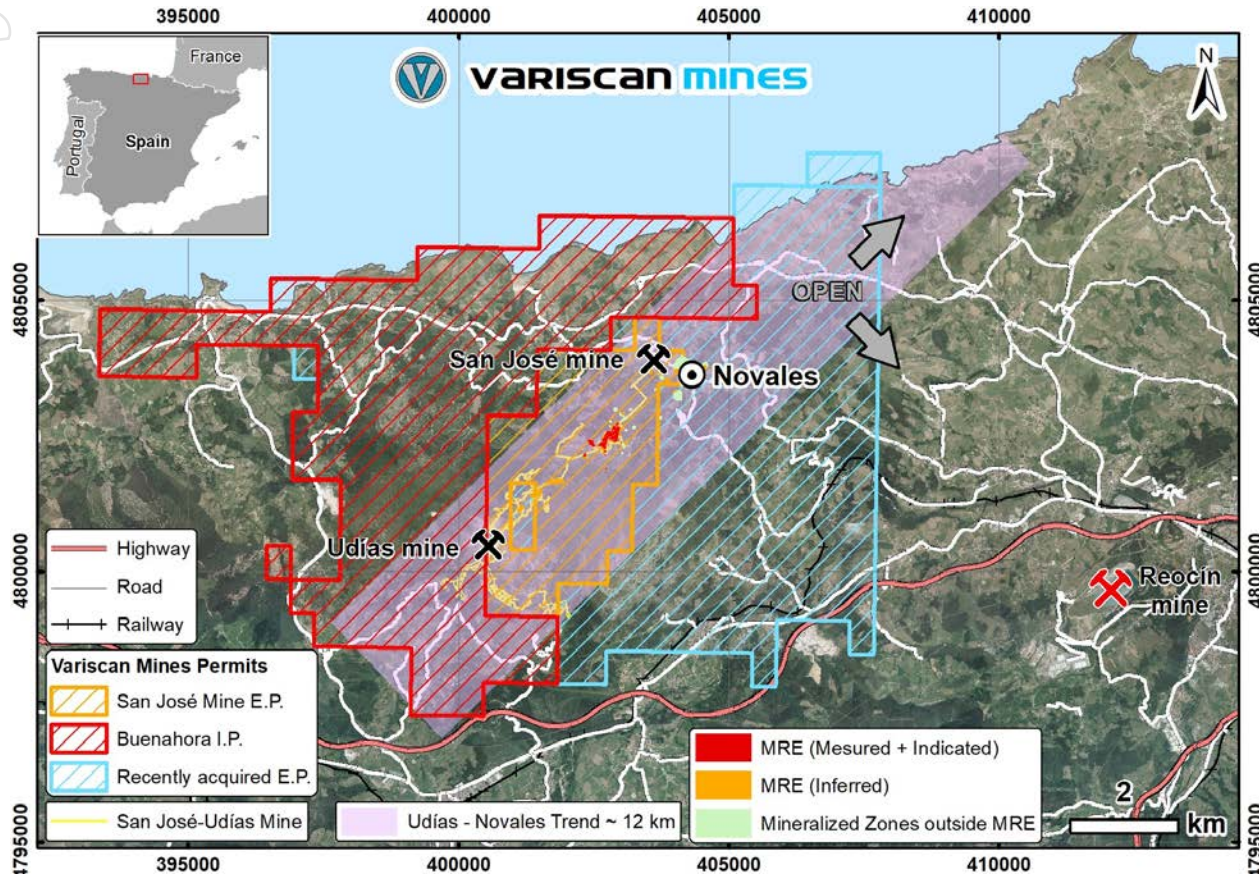 395000 400000 405000 410000
France
Portugal
Spain
VARISCAN MINES
N
4805000
4805000
OPEN
San José mine
Novales
Udías mine
4800000
4800000
Reocín
mine
Highway
Road
Railway
Variscan Mines Permits
San José Mine E.P.
Buenahora I.P.
Recently acquired E.P.
San José-Udías Mine
Udías - Novales Trend ~ 12 km
MRE (Mesured + Indicated)
MRE (Inferred)
Mineralized Zones outside MRE
2
km
4795000
4795000
395000 400000 405000 410000